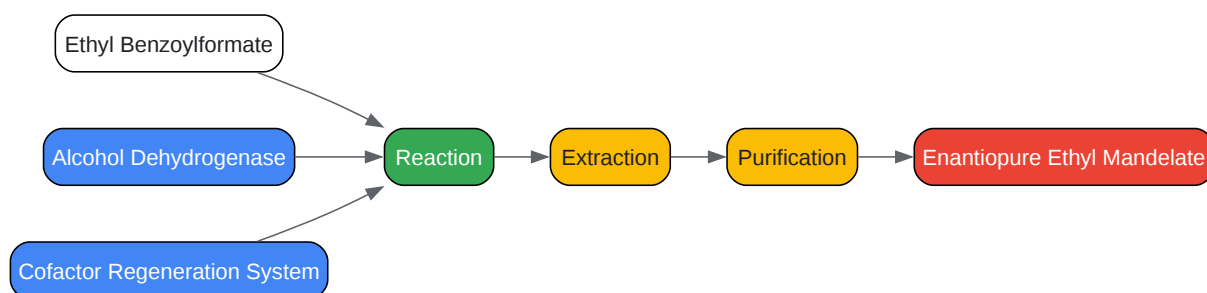 Ethyl Benzoylformate
Alcohol Dehydrogenase
Reaction
Extraction
Purification
Enantiopure Ethyl Mandelate
Cofactor Regeneration System